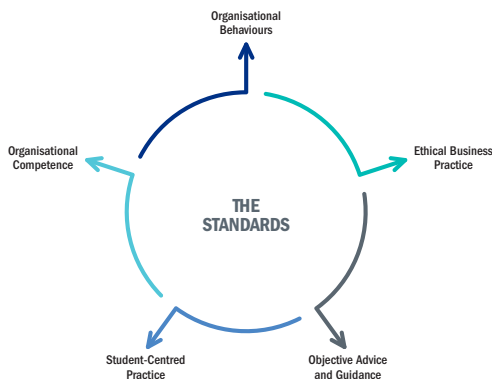 Organisational
Behaviours
Organisational
Competence
Ethical Business
Practice
THE
STANDARDS
Student-Centred
Practice
Objective Advice
and Guidance